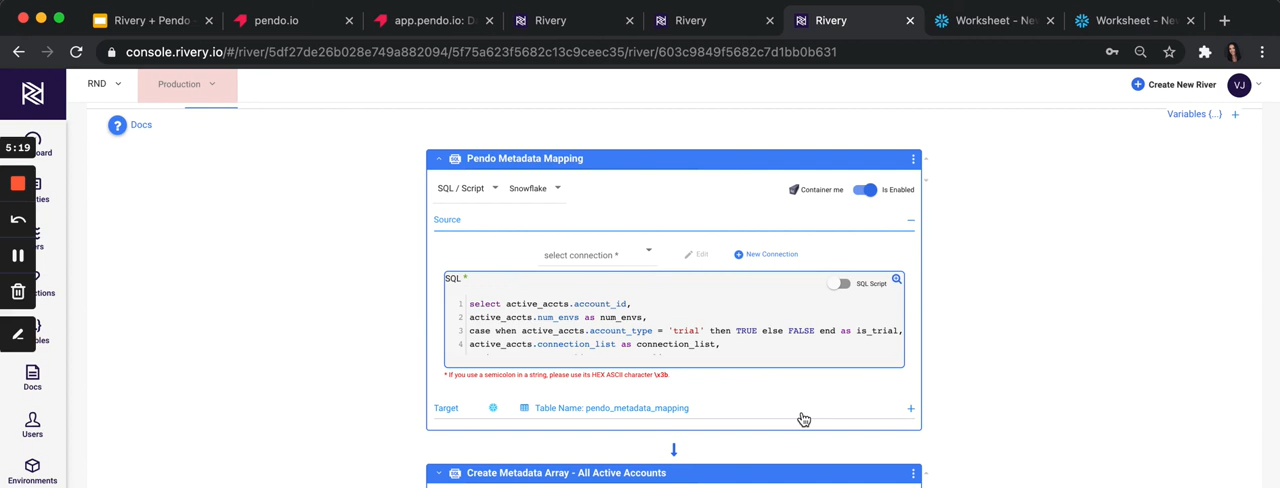 Rivery + Pendo -
pendo.io
app.pendo.io: D
Rivery
Rivery
Rivery
Worksheet - Ne
Worksheet - Ne
console.rivery.io/#/river/5df27de26b028e749a882094/5f75a623f5682c13c9ceec35/river/603c9849f5682c7d1bb0b631
RND
Production
Create New River
VJ
Variables {...} +
? Docs
5:19
Pendo Metadata Mapping
SQL / Script
Snowflake
Container me
Is Enabled
Source
select connection *
Edit
New Connection
SQL *
SQL Script
1 select active_accts.account_id,
2 active_accts.num_envs as num_envs,
3 case when active_accts.account_type = 'trial' then TRUE else FALSE end as is_trial,
4 active_accts.connection_list as connection_list,
* If you use a semicolon in a string, please use its HEX ASCII character \x3b
Target
Table Name: pendo_metadata_mapping
Create Metadata Array - All Active Accounts
Docs
Users
Environments